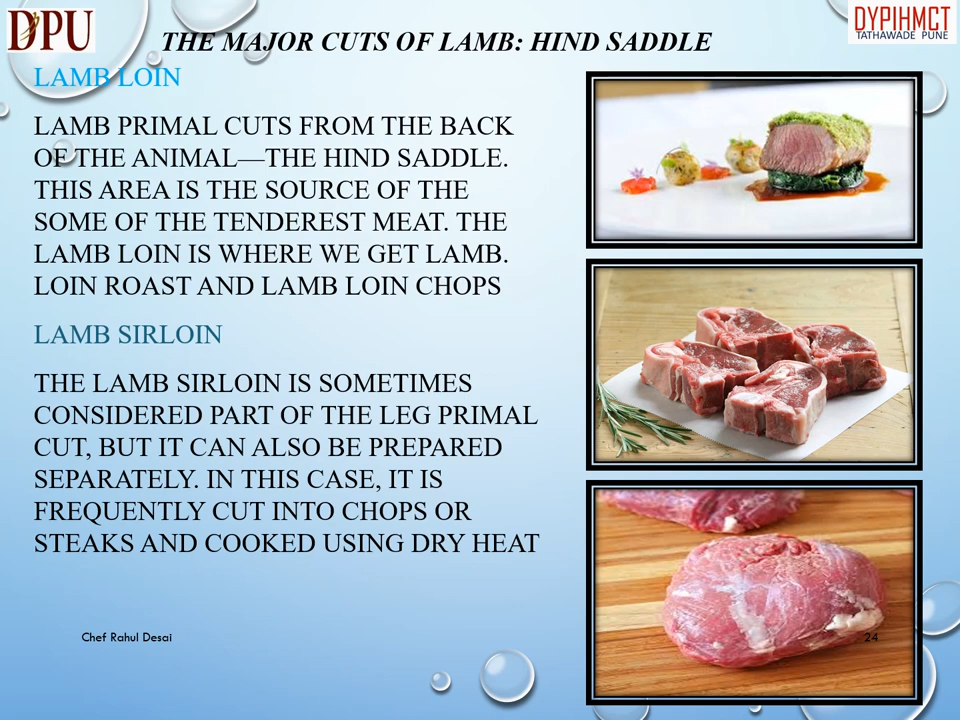 DPU
DYPIHMCT
TATHAWADE PUNE
THE MAJOR CUTS OF LAMB: HIND SADDLE
LAMB LOIN
LAMB PRIMAL CUTS FROM THE BACK
OF THE ANIMAL—THE HIND SADDLE.
THIS AREA IS THE SOURCE OF THE
SOME OF THE TENDEREST MEAT. THE
LAMB LOIN IS WHERE WE GET LAMB.
LOIN ROAST AND LAMB LOIN CHOPS
LAMB SIRLOIN
THE LAMB SIRLOIN IS SOMETIMES
CONSIDERED PART OF THE LEG PRIMAL
CUT, BUT IT CAN ALSO BE PREPARED
SEPARATELY. IN THIS CASE, IT IS
FREQUENTLY CUT INTO CHOPS OR
STEAKS AND COOKED USING DRY HEAT
Chef Rahul Desai
24